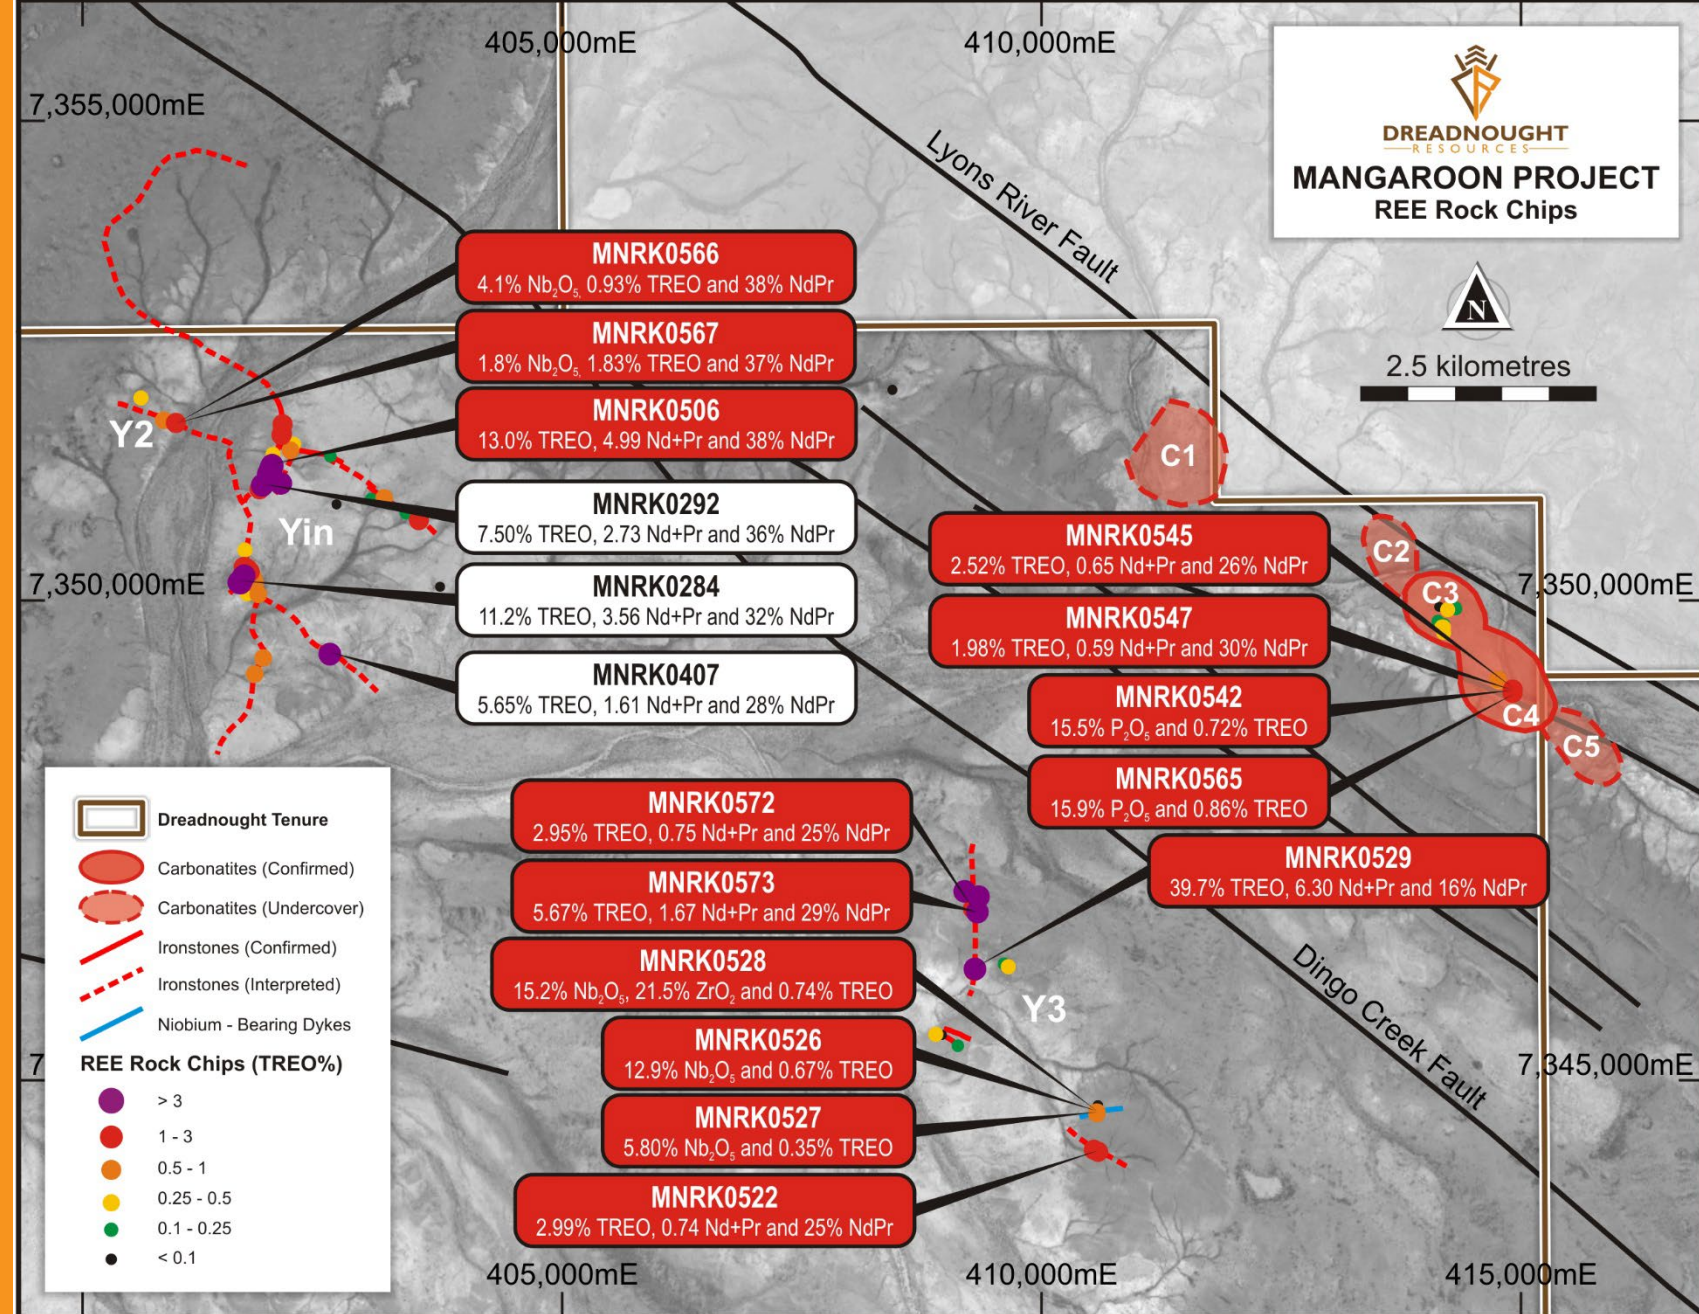 405,000mE
410,000mE
7,355,000mE
DREADNOUGHT
RESOURCES
MANGAROON PROJECT
REE Rock Chips
N
2.5 kilometres
Lyons River Fault
MNRK0566
4.1% Nb₂O₅, 0.93% TREO and 38% NdPr
MNRK0567
1.8% Nb₂O₅, 1.83% TREO and 37% NdPr
MNRK0506
13.0% TREO, 4.99 Nd+Pr and 38% NdPr
MNRK0292
7.50% TREO, 2.73 Nd+Pr and 36% NdPr
MNRK0284
11.2% TREO, 3.56 Nd+Pr and 32% NdPr
MNRK0407
5.65% TREO, 1.61 Nd+Pr and 28% NdPr
Y2
Yin
7,350,000mE
C1
C2
C3
C4
C5
7,350,000mE
MNRK0545
2.52% TREO, 0.65 Nd+Pr and 26% NdPr
MNRK0547
1.98% TREO, 0.59 Nd+Pr and 30% NdPr
MNRK0542
15.5% P₂O₅ and 0.72% TREO
MNRK0565
15.9% P₂O₅ and 0.86% TREO
MNRK0529
39.7% TREO, 6.30 Nd+Pr and 16% NdPr
MNRK0572
2.95% TREO, 0.75 Nd+Pr and 25% NdPr
MNRK0573
5.67% TREO, 1.67 Nd+Pr and 29% NdPr
MNRK0528
15.2% Nb₂O₅, 21.5% ZrO₂ and 0.74% TREO
MNRK0526
12.9% Nb₂O₅ and 0.67% TREO
MNRK0527
5.80% Nb₂O₅ and 0.35% TREO
MNRK0522
2.99% TREO, 0.74 Nd+Pr and 25% NdPr
Y3
Dingo Creek Fault
7,345,000mE
7
Dreadnought Tenure
Carbonatites (Confirmed)
Carbonatites (Undercover)
Ironstones (Confirmed)
Ironstones (Interpreted)
Niobium - Bearing Dykes
REE Rock Chips (TREO%)
> 3
1 - 3
0.5 - 1
0.25 - 0.5
0.1 - 0.25
< 0.1
405,000mE
410,000mE
415,000mE